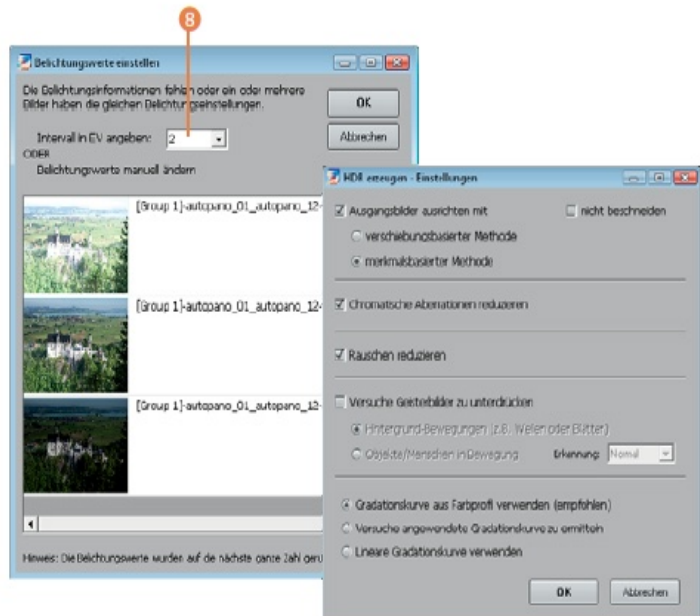 8
Belichtungswerte einstellen
Die Belichtungsinformationen fehlen oder ein oder mehrere
Bilder haben die gleichen Belichtungseinstellungen.
OK
Abbrechen
Intervall in EV angeben: 2
ODER
Belichtungswerte manuell ändern
[Group 1]-autopano_01_autopano_12-
[Group 1]-autopano_01_autopano_12-
[Group 1]-autopano_01_autopano_12-
Hinweis: Die Belichtungswerte wurden auf die nächste ganze Zahl geru
HDR erzeugen - Einstellungen
Ausgangsbilder ausrichten mit
nicht beschneiden
verschiebungsbasierter Methode
merkmalsbasierter Methode
Chromatische Aberrationen reduzieren
Rauschen reduzieren
Versuche Geisterbilder zu unterdrücken
Hintergrund-Bewegungen (z.B. Wellen oder Blätter)
Objekte/Menschen in Bewegung
Erkennung: Normal
Gradationskurve aus Farbprofil verwenden (empfohlen)
Versuche angewendete Gradationskurve zu ermitteln
Lineare Gradationskurve verwenden
OK
Abbrechen